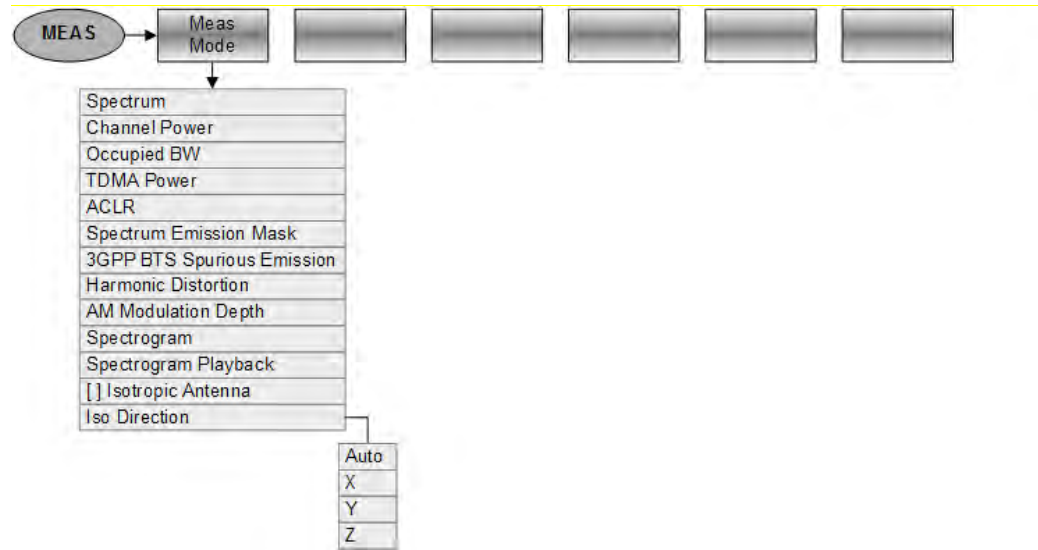 MEAS
Meas
Mode
Spectrum
Channel Power
Occupied BW
TDMA Power
ACLR
Spectrum Emission Mask
3GPP BTS Spurious Emission
Harmonic Distortion
AM Modulation Depth
Spectrogram
Spectrogram Playback
[ ] Isotropic Antenna
Iso Direction
Auto
X
Y
Z